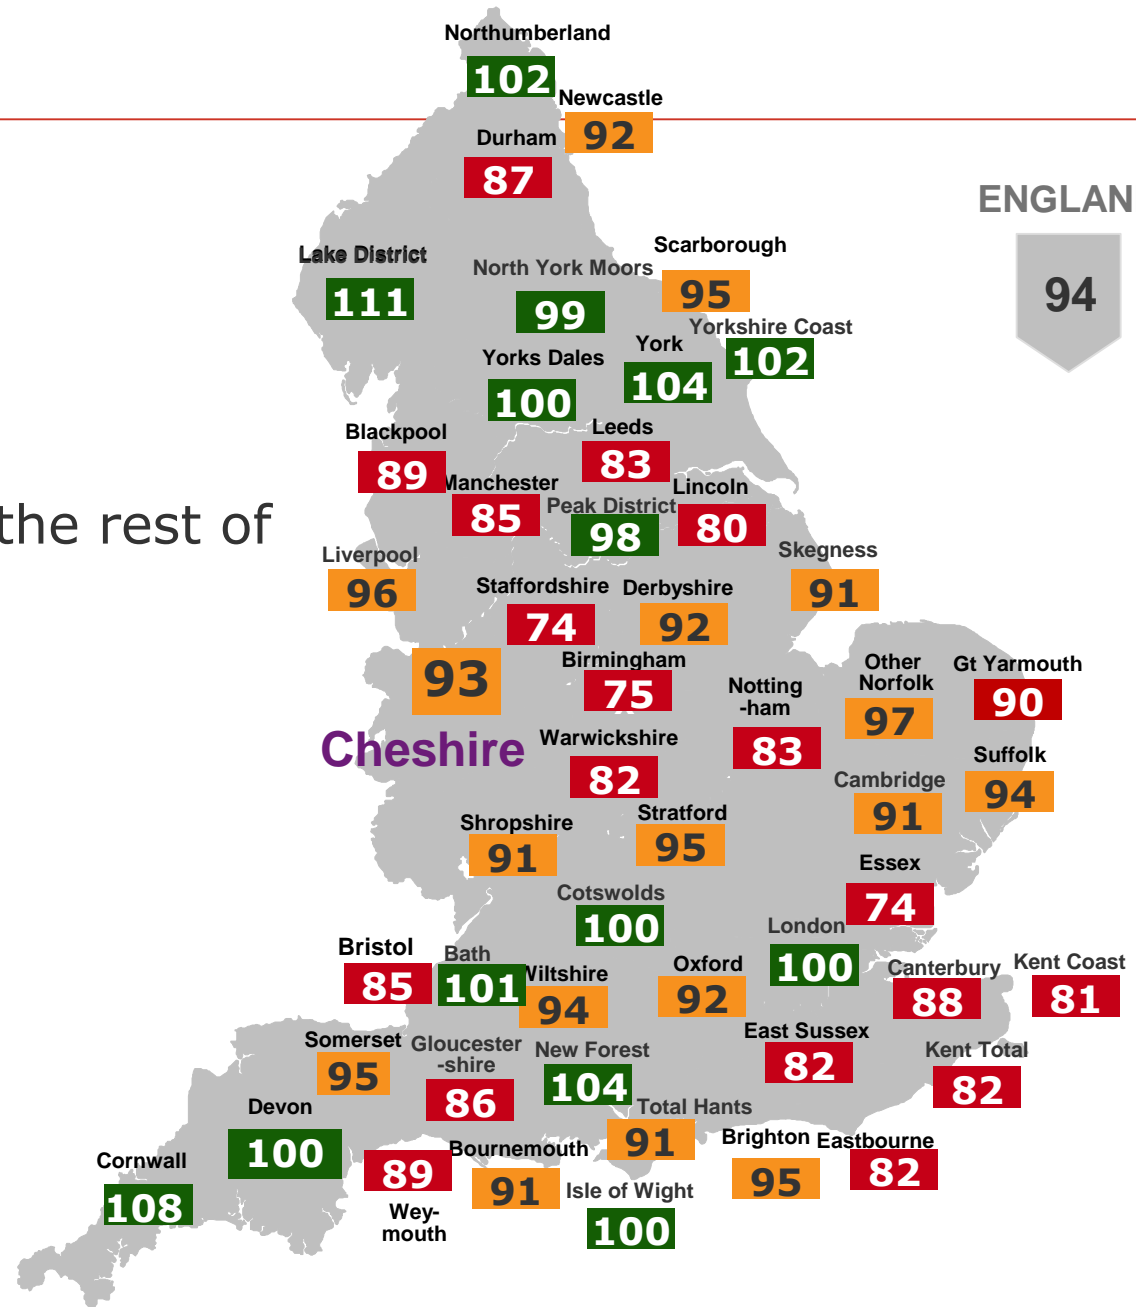 Northumberland
102
Newcastle
92
Durham
87
ENGLAN
94
Lake District
111
North York Moors
99
Scarborough
95
Yorkshire Coast
102
Yorks Dales
100
York
104
Blackpool
89
Leeds
83
Manchester
85
Peak District
98
Lincoln
80
the rest of
Liverpool
96
Skegness
91
Staffordshire
74
Derbyshire
92
93
Cheshire
Birmingham
75
Notting
-ham
83
Other
Norfolk
97
Gt Yarmouth
90
Warwickshire
82
Suffolk
94
Cambridge
91
Shropshire
91
Stratford
95
Essex
74
Cotswolds
100
London
100
Bristol
85
Bath
101
Wiltshire
94
Oxford
92
Canterbury
88
Kent Coast
81
Somerset
95
Gloucester
-shire
86
New Forest
104
East Sussex
82
Kent Total
82
Devon
100
Total Hants
91
Cornwall
108
89
Wey-
mouth
Bournemouth
91
Isle of Wight
100
Brighton
95
Eastbourne
82